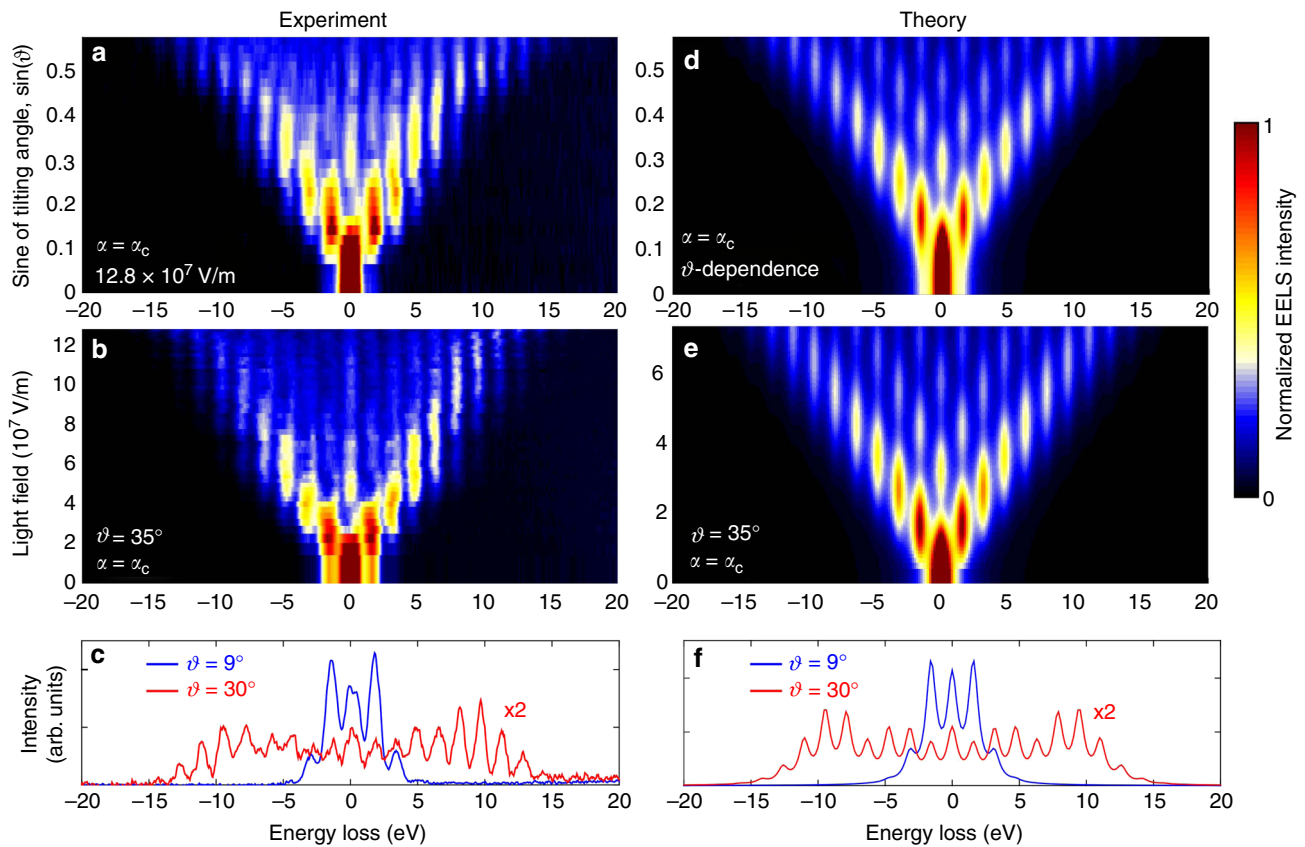 Experiment
Theory
Sine of tilting angle, sin(ϑ)
0.5
0.4
0.3
0.2
0.1
0
a
α = α_c
12.8 × 10⁷ V/m
−20 −15 −10 −5 0 5 10 15 20
d
0.5
0.4
0.3
0.2
0.1
0
α = α_c
ϑ-dependence
−20 −15 −10 −5 0 5 10 15 20
Light field (10⁷ V/m)
12
10
8
6
4
2
0
b
ϑ = 35°
α = α_c
−20 −15 −10 −5 0 5 10 15 20
e
6
4
2
0
ϑ = 35°
α = α_c
−20 −15 −10 −5 0 5 10 15 20
1
0
Normalized EELS intensity
Intensity
(arb. units)
c
ϑ = 9°
ϑ = 30°
x2
−20 −15 −10 −5 0 5 10 15 20
Energy loss (eV)
f
ϑ = 9°
ϑ = 30°
x2
−20 −15 −10 −5 0 5 10 15 20
Energy loss (eV)